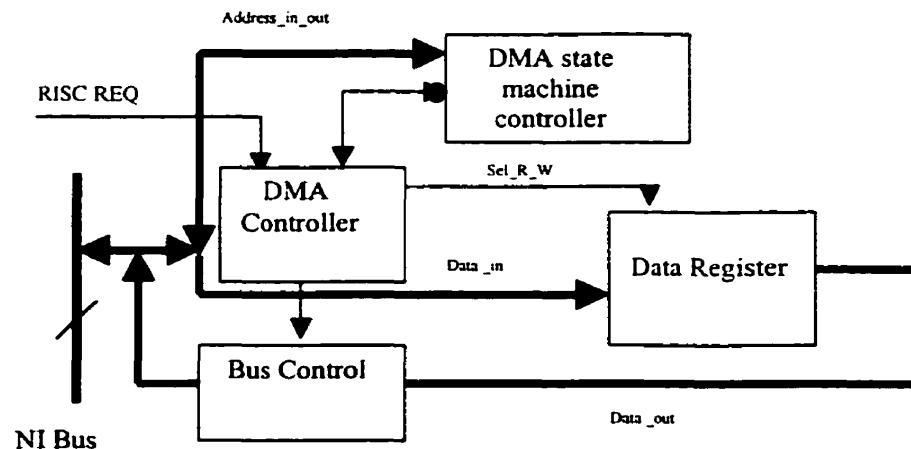 Address_in_out
DMA state
machine
controller
RISC REQ
Sel_R_W
DMA
Controller
Data _in
Data Register
Bus Control
Data _out
NI Bus